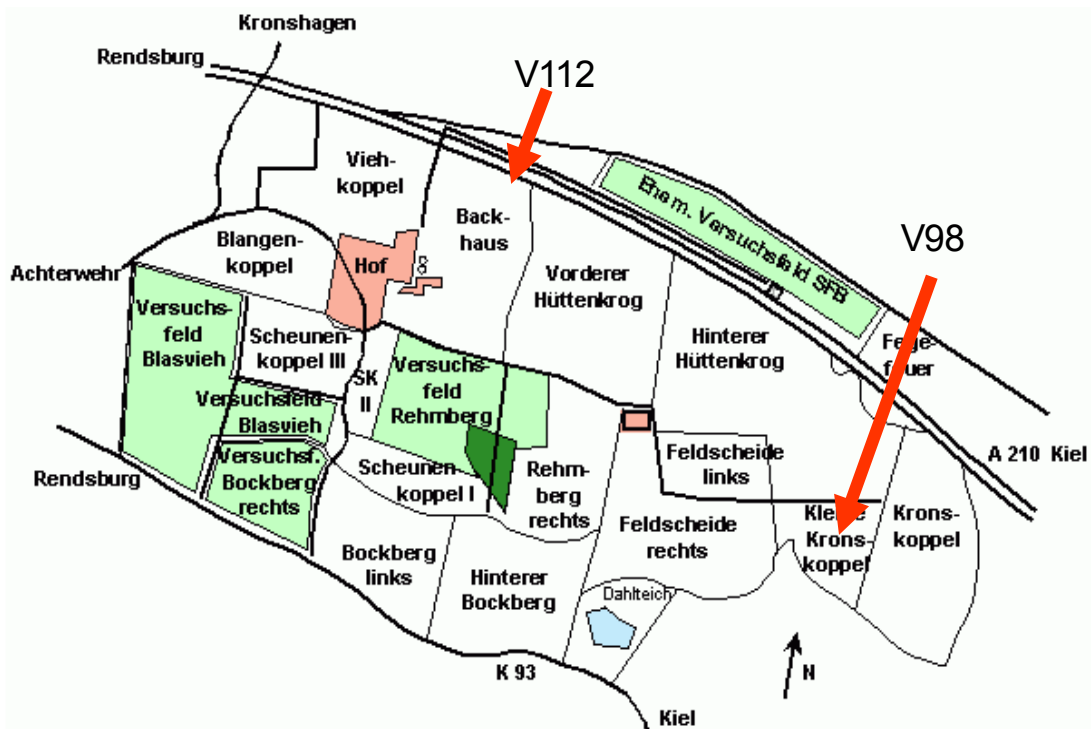 Kronshagen
Rendsburg
V112
Vieh-
koppel
Back-
haus
Ehem. Versuchsfeld SFB
V98
Blangen-
koppel
Hof
8
Achterwehr
Vorderer
Hüttenkrog
Versuchs-
feld
Blasvieh
Scheunen-
koppel III
SK
II
Versuchs-
feld
Rehmberg
Hinterer
Hüttenkrog
Fege-
feuer
Versuchsfeld
Blasvieh
A 210 Kiel
Rendsburg
Versuchsf.
Bockberg
rechts
Scheunen
koppel I
Rehm-
berg
rechts
Feldscheide
links
Feldscheide
rechts
Kleine
Krons-
koppel
Krons-
koppel
Bockberg
links
Hinterer
Bockberg
Dahlteich
K 93
N
Kiel